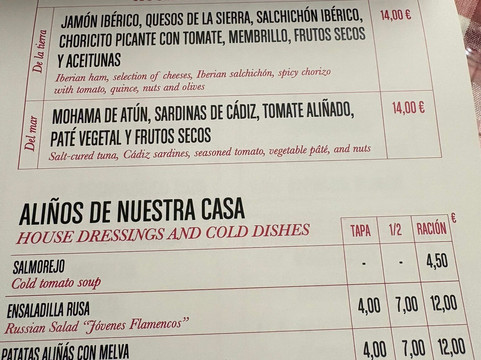 De la tierra
JAMÓN IBÉRICO, QUESOS DE LA SIERRA, SALCHICHÓN IBÉRICO, 14,00 €
CHORICITO PICANTE CON TOMATE, MEMBRILLO, FRUTOS SECOS
Y ACEITUNAS
Iberian ham, selection of cheeses, Iberian salchichón, spicy chorizo
with tomato, quince, nuts and olives
Del mar
MOHAMA DE ATÚN, SARDINAS DE CÁDIZ, TOMATE ALIÑADO, 14,00 €
PATÉ VEGETAL Y FRUTOS SECOS
Salt-cured tuna, Cádiz sardines, seasoned tomato, vegetable pâté, and nuts
ALIÑOS DE NUESTRA CASA
HOUSE DRESSINGS AND COLD DISHES TAPA 1/2 RACIÓN €
SALMOREJO - - 4,50
Cold tomato soup
ENSALADILLA RUSA 4,00 7,00 12,00
Russian Salad “Jóvenes Flamencos”
PATATAS ALIÑÁS CON MELVA 4,00 7,00 12,00